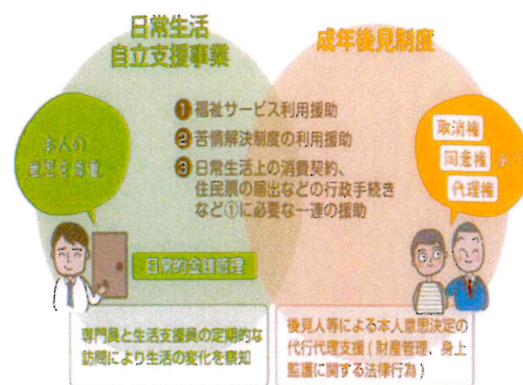 日常生活
自立支援事業
成年後見制度
本人の
意思を尊重
❶ 福祉サービス利用援助
❷ 苦情解決制度の利用援助
❸ 日常生活上の消費契約、
住民票の届出などの行政手続き
など①に必要な一連の援助
取消権
同意権
代理権
日常的金銭管理
専門員と生活支援員の定期的な
訪問により生活の変化を察知
後見人等による本人意思決定の
代行代理支援(財産管理、身上
監護に関する法律行為)